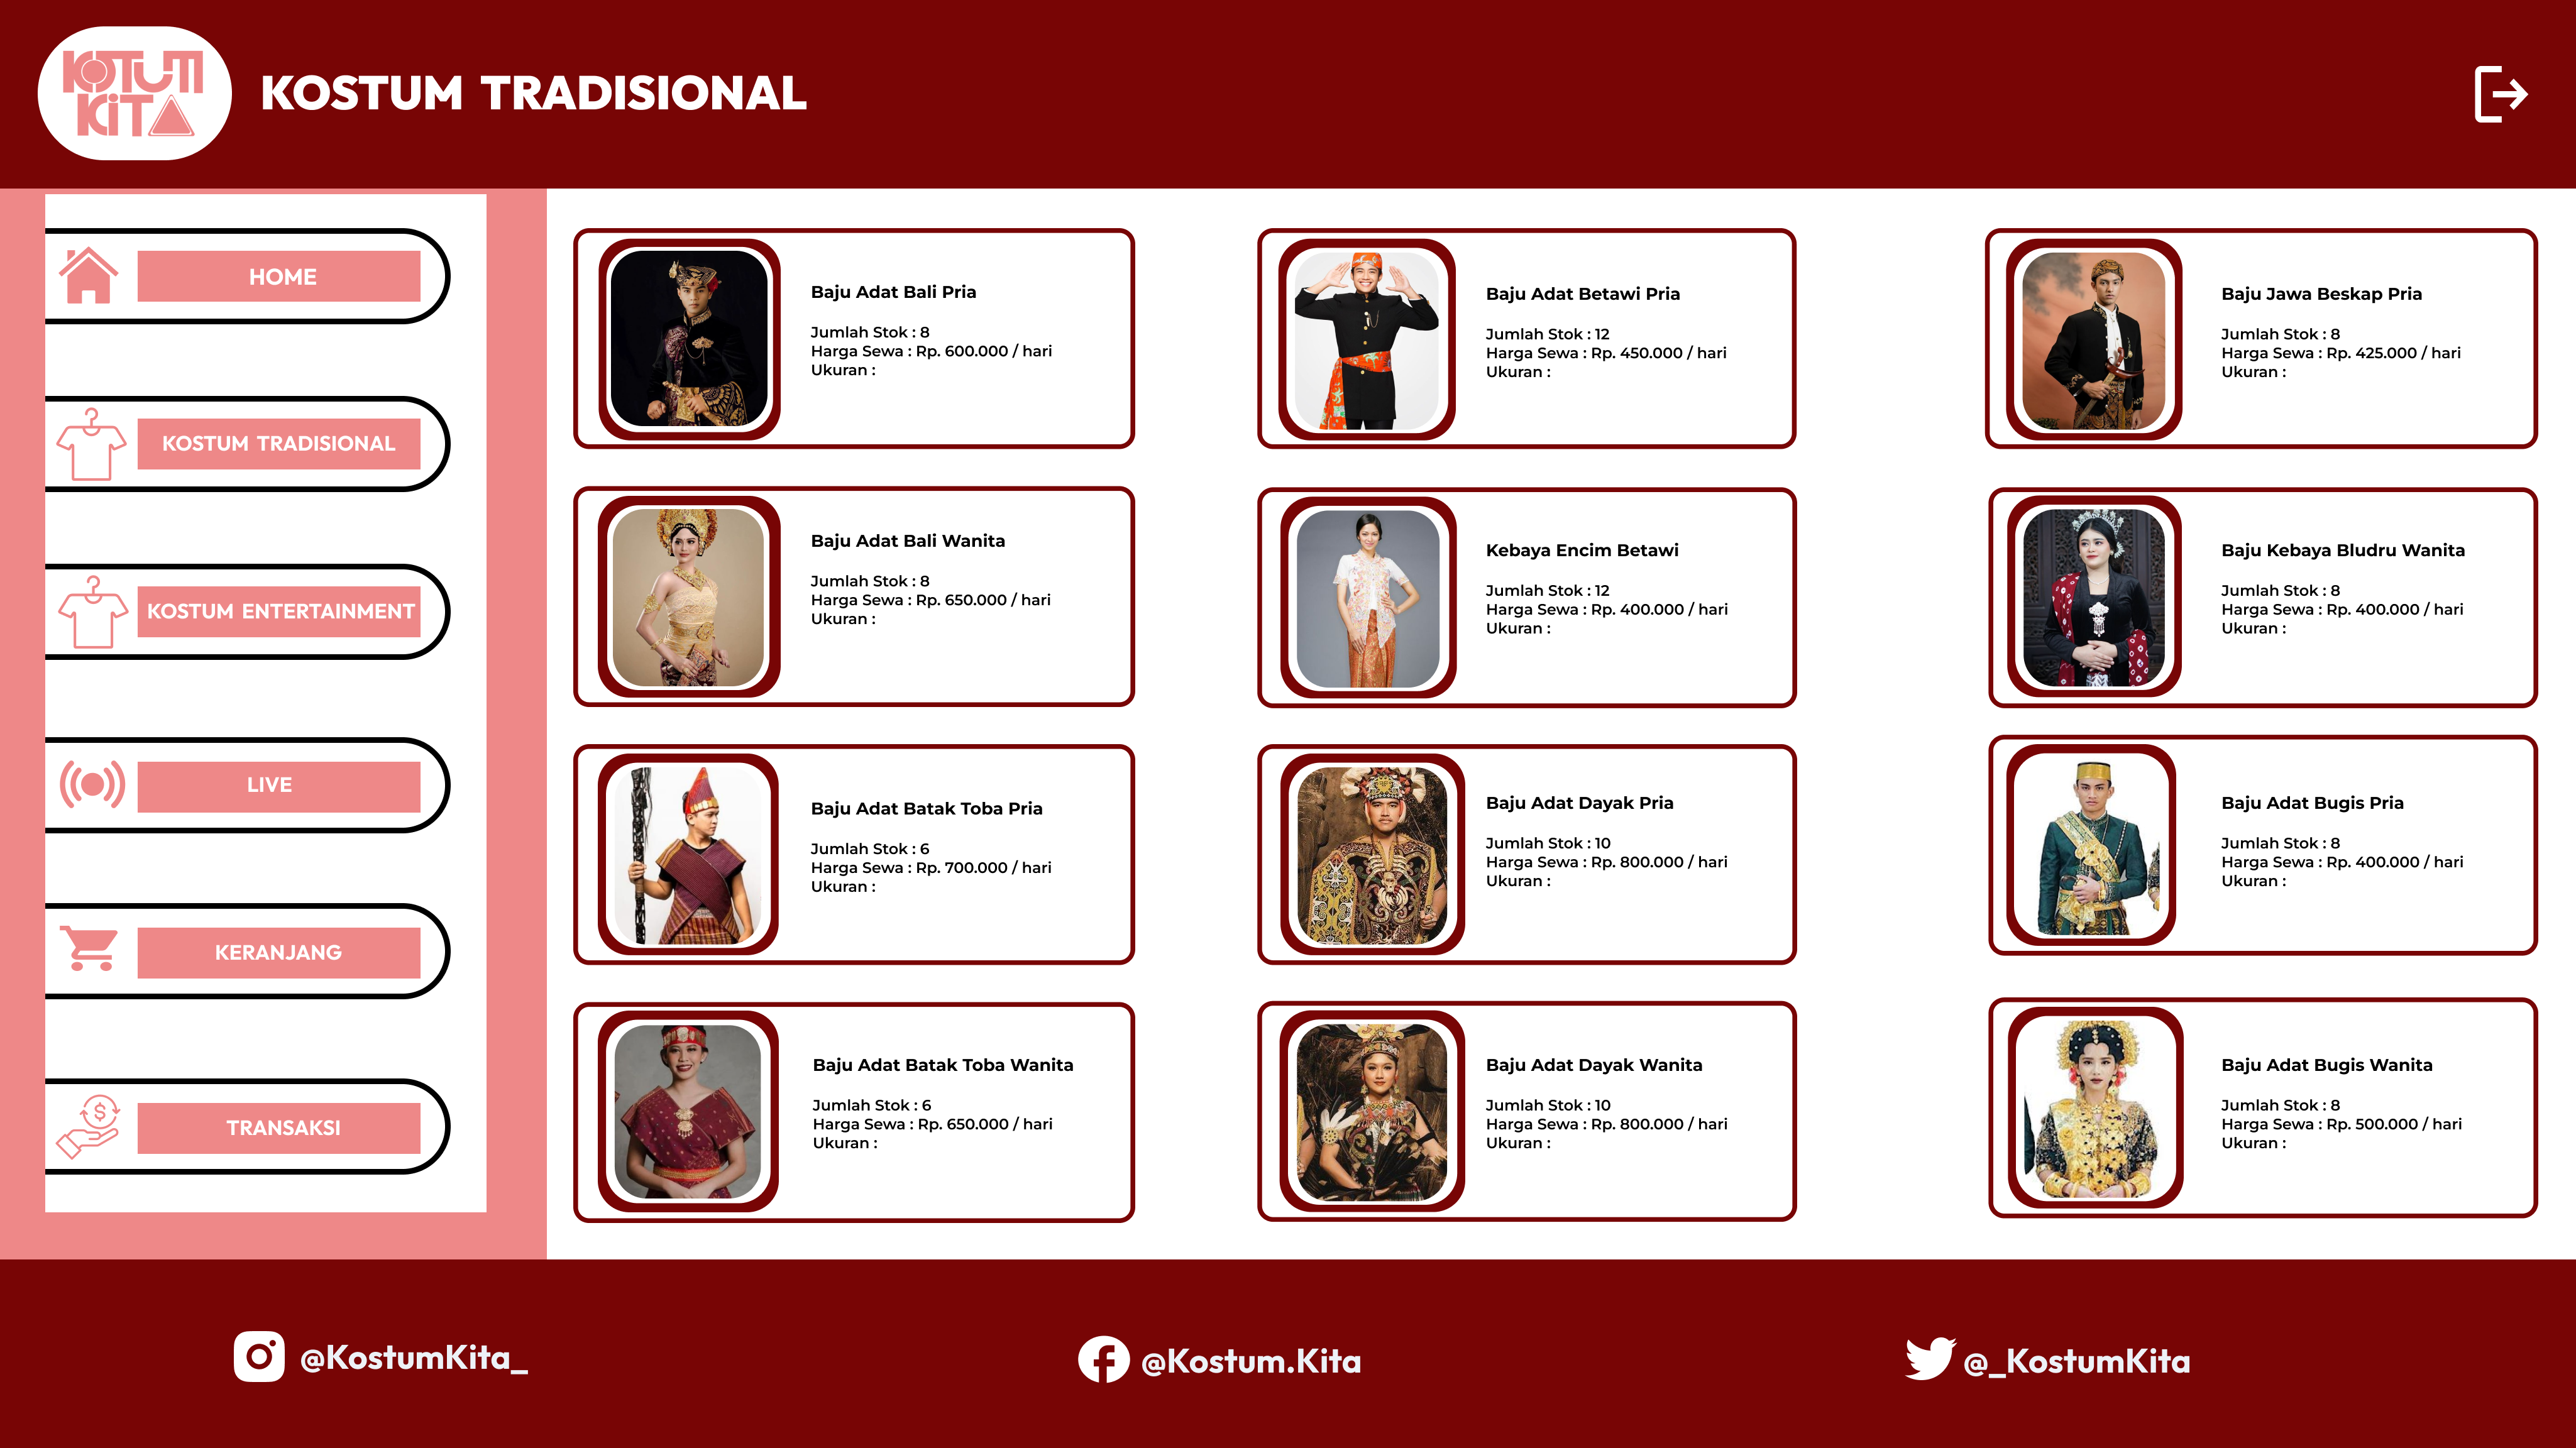 KOTUM
KiTA
KOSTUM TRADISIONAL
HOME
KOSTUM TRADISIONAL
KOSTUM ENTERTAINMENT
LIVE
KERANJANG
TRANSAKSI
Baju Adat Bali Pria
Jumlah Stok : 8
Harga Sewa : Rp. 600.000 / hari
Ukuran :
Baju Adat Betawi Pria
Jumlah Stok : 12
Harga Sewa : Rp. 450.000 / hari
Ukuran :
Baju Jawa Beskap Pria
Jumlah Stok : 8
Harga Sewa : Rp. 425.000 / hari
Ukuran :
Baju Adat Bali Wanita
Jumlah Stok : 8
Harga Sewa : Rp. 650.000 / hari
Ukuran :
Kebaya Encim Betawi
Jumlah Stok : 12
Harga Sewa : Rp. 400.000 / hari
Ukuran :
Baju Kebaya Bludru Wanita
Jumlah Stok : 8
Harga Sewa : Rp. 400.000 / hari
Ukuran :
Baju Adat Batak Toba Pria
Jumlah Stok : 6
Harga Sewa : Rp. 700.000 / hari
Ukuran :
Baju Adat Dayak Pria
Jumlah Stok : 10
Harga Sewa : Rp. 800.000 / hari
Ukuran :
Baju Adat Bugis Pria
Jumlah Stok : 8
Harga Sewa : Rp. 400.000 / hari
Ukuran :
Baju Adat Batak Toba Wanita
Jumlah Stok : 6
Harga Sewa : Rp. 650.000 / hari
Ukuran :
Baju Adat Dayak Wanita
Jumlah Stok : 10
Harga Sewa : Rp. 800.000 / hari
Ukuran :
Baju Adat Bugis Wanita
Jumlah Stok : 8
Harga Sewa : Rp. 500.000 / hari
Ukuran :
@KostumKita_
@Kostum.Kita
@_KostumKita